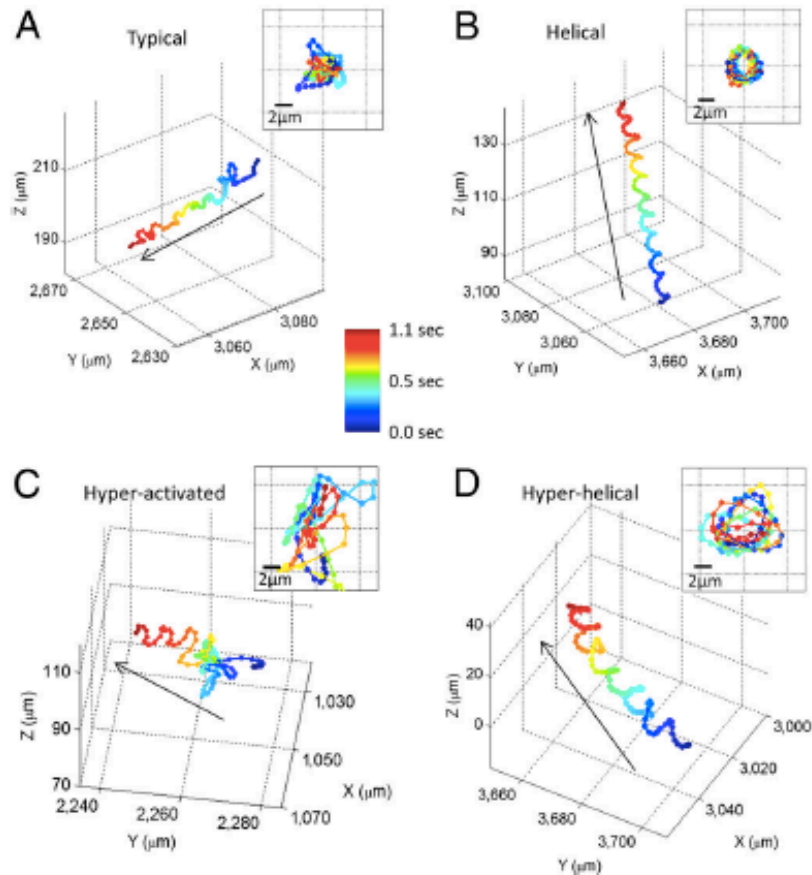 A
Typical
2μm
Z (μm)
210
190
2,670
2,650
2,630
Y (μm)
3,060
3,080
X (μm)
B
Helical
2μm
Z (μm)
130
110
90
3,100
3,080
3,060
Y (μm)
3,660
3,680
3,700
X (μm)
1.1 sec
0.5 sec
0.0 sec
C
Hyper-activated
2μm
Z (μm)
110
90
70
2,240
2,260
2,280
Y (μm)
1,030
1,050
1,070
X (μm)
D
Hyper-helical
2μm
Z (μm)
40
20
0
3,660
3,680
3,700
Y (μm)
3,000
3,020
3,040
X (μm)